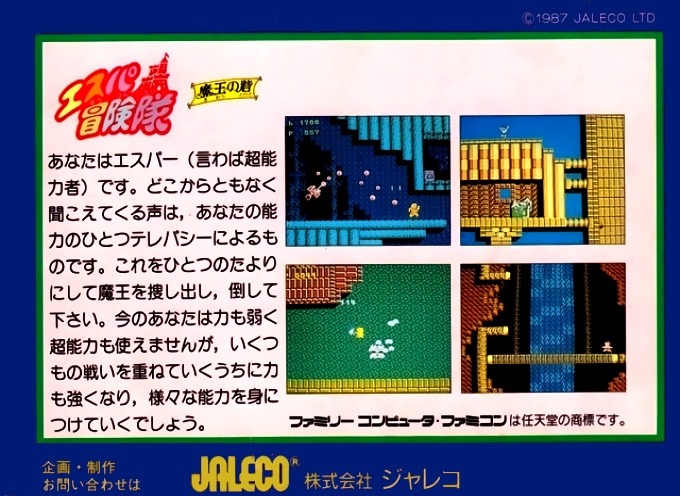 ©1987 JALECO LTD.
エスパ
冒険隊
魔王の砦
あなたはエスパー（言わば超能
力者）です。どこからともなく
聞こえてくる声は，あなたの能
力のひとつテレパシーによるも
のです。これをひとつのたより
にして魔王を捜し出し，倒して
下さい。今のあなたは力も弱く
超能力も使えませんが，いくつ
もの戦いを重ねていくうちに力
も強くなり，様々な能力を身に
つけていくでしょう。
ファミリー コンピュータ・ファミコンは任天堂の商標です。
企画・制作
お問い合わせは
JALECO® 株式会社 ジャレコ